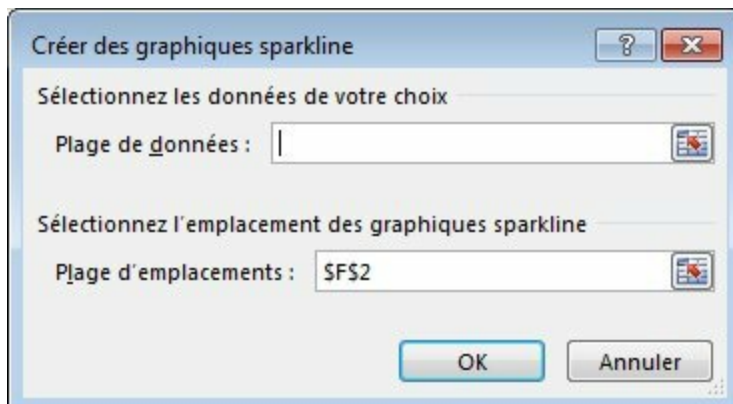 Créer des graphiques sparkline
?
Sélectionnez les données de votre choix
Plage de données :
Sélectionnez l'emplacement des graphiques sparkline
Plage d'emplacements : $F$2
OK Annuler